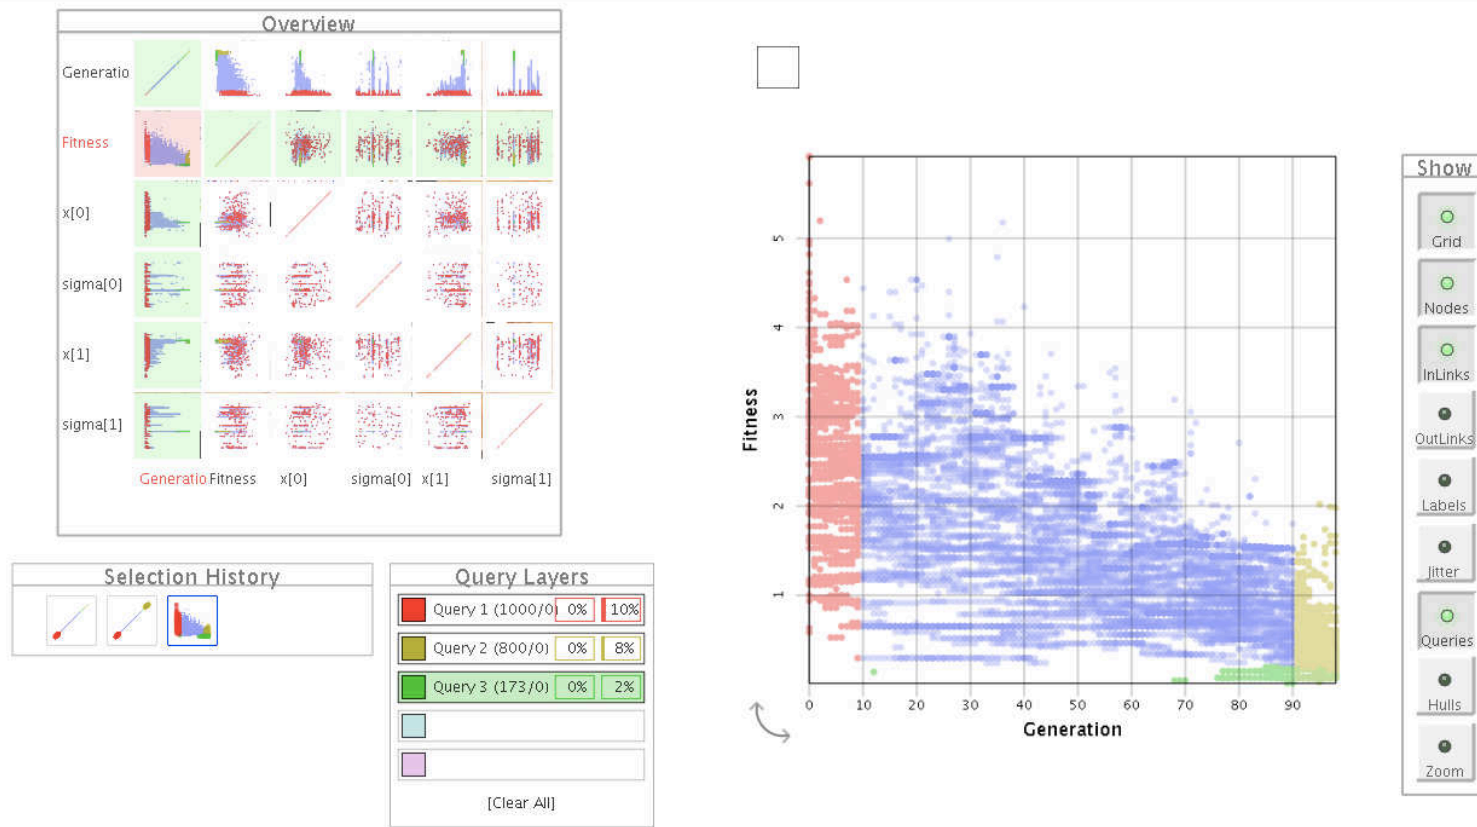 Overview
Generatio
Fitness
x[0]
sigma[0]
x[1]
sigma[1]
Generatio Fitness x[0] sigma[0] x[1] sigma[1]
Selection History
Query Layers
Query 1 (1000/0) 0% 10%
Query 2 (800/0) 0% 8%
Query 3 (173/0) 0% 2%
[Clear All]
Fitness
5
4
3
2
1
0 10 20 30 40 50 60 70 80 90
Generation
Show
Grid
Nodes
InLinks
OutLinks
Labels
Jitter
Queries
Hulls
Zoom